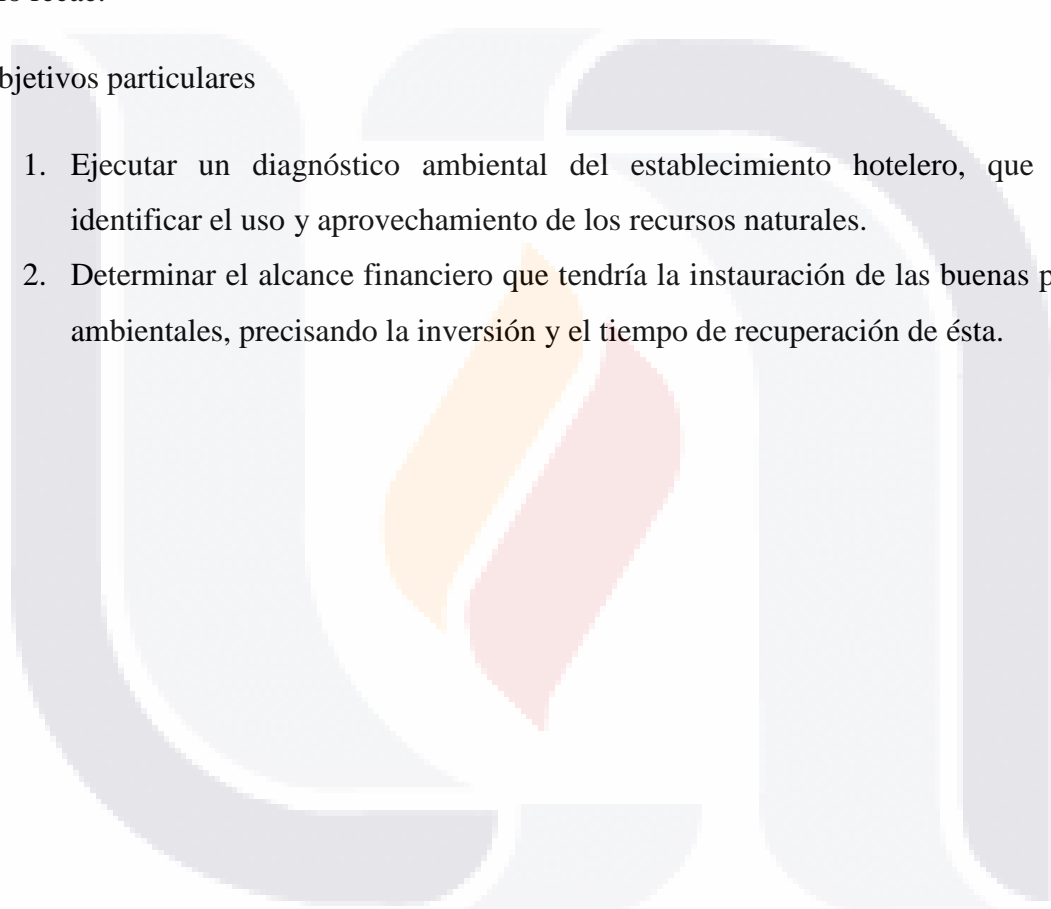 bjetivos particulares
1. Ejecutar un diagnóstico ambiental del establecimiento hotelero, que
identificar el uso y aprovechamiento de los recursos naturales.
2. Determinar el alcance financiero que tendría la instauración de las buenas p
ambientales, precisando la inversión y el tiempo de recuperación de ésta.